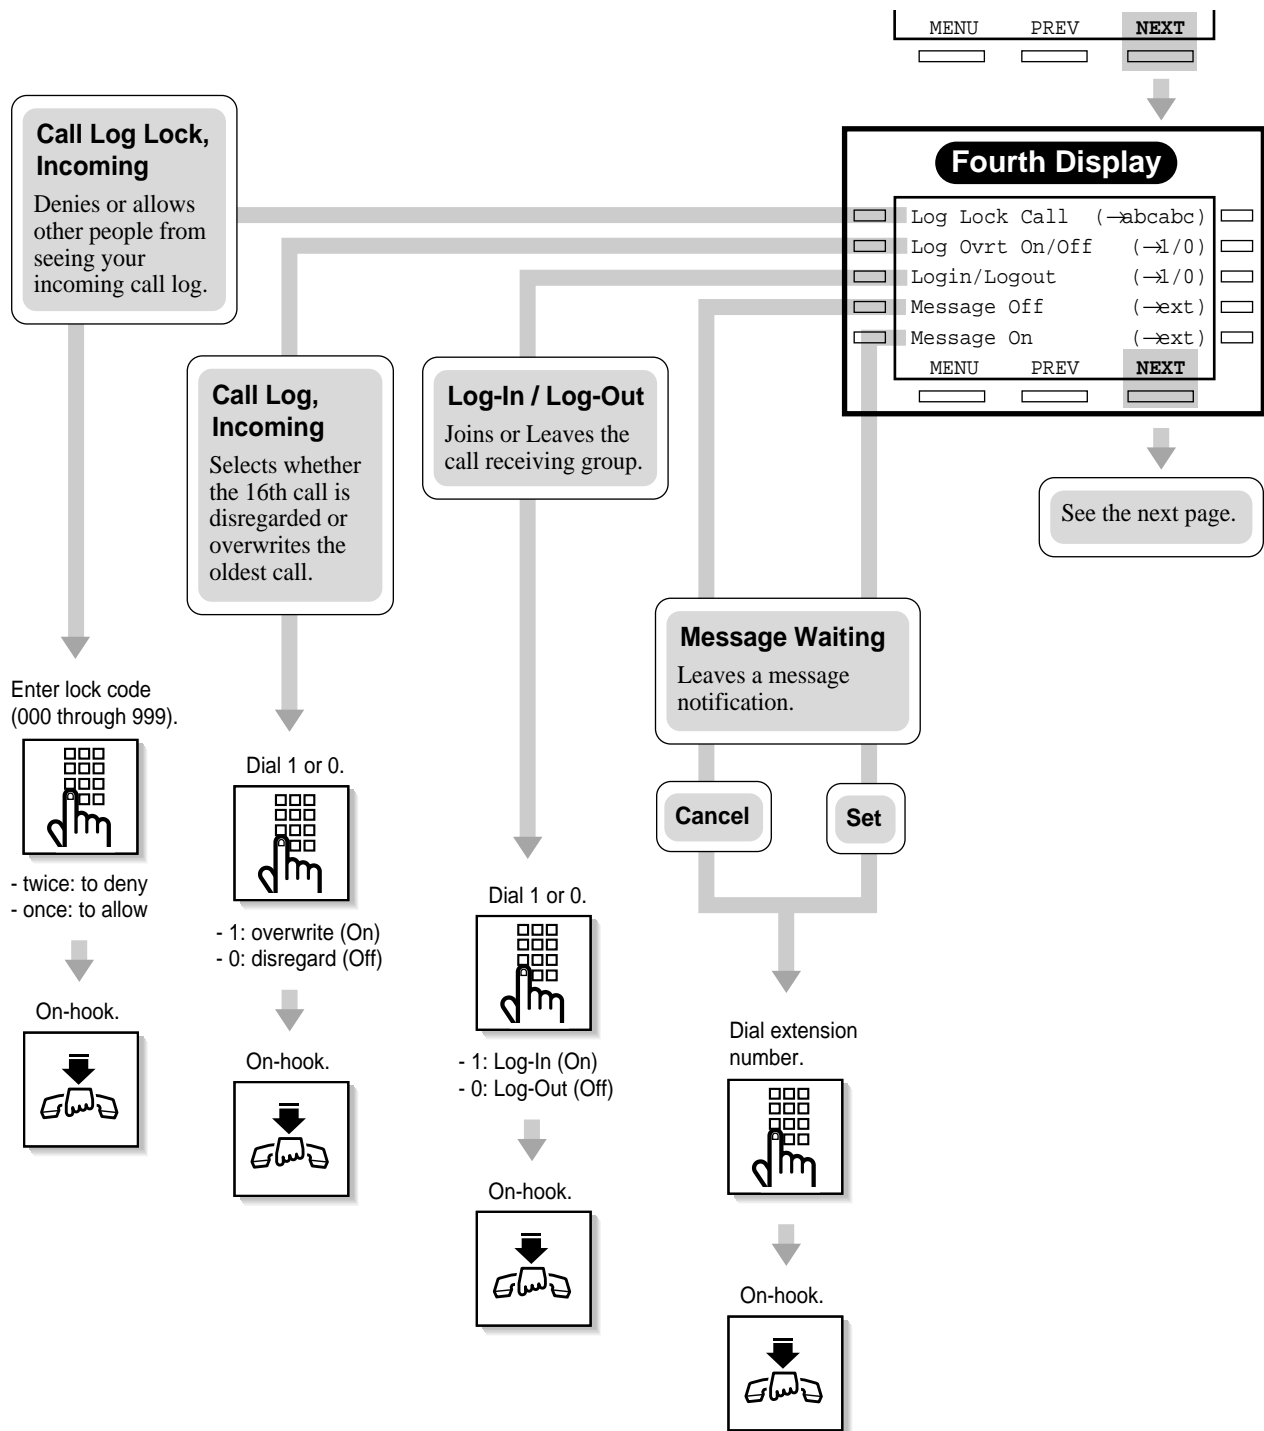 MENU PREV NEXT
Call Log Lock,
Incoming
Denies or allows
other people from
seeing your
incoming call log.
Fourth Display
Log Lock Call (→abcabc)
Log Ovrt On/Off (→1/0)
Login/Logout (→1/0)
Message Off (→ext)
Message On (→ext)
MENU PREV NEXT
See the next page.
Call Log,
Incoming
Selects whether
the 16th call is
disregarded or
overwrites the
oldest call.
Log-In / Log-Out
Joins or Leaves the
call receiving group.
Message Waiting
Leaves a message
notification.
Cancel
Set
Enter lock code
(000 through 999).
- twice: to deny
- once: to allow
On-hook.
Dial 1 or 0.
- 1: overwrite (On)
- 0: disregard (Off)
On-hook.
Dial 1 or 0.
- 1: Log-In (On)
- 0: Log-Out (Off)
On-hook.
Dial extension
number.
On-hook.